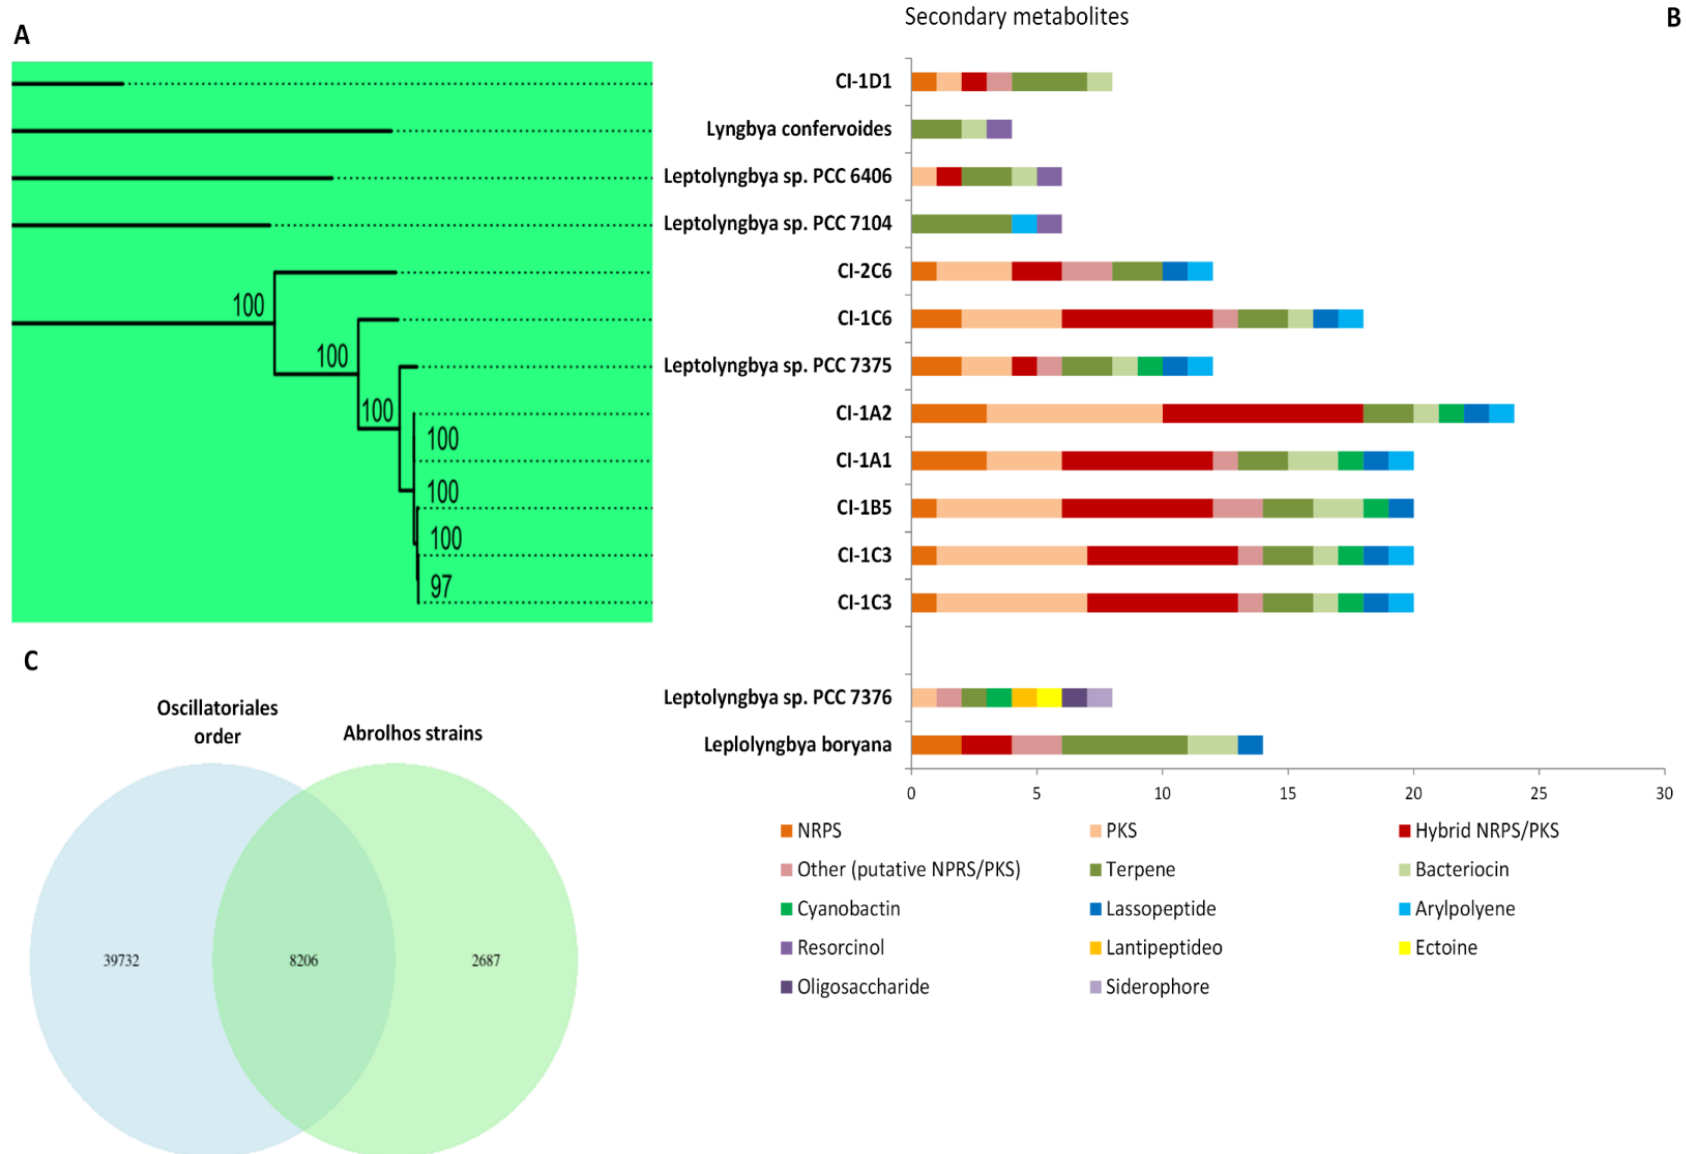 A
Secondary metabolites
B
CI-1D1
Lyngbya confervoides
Leptolyngbya sp. PCC 6406
Leptolyngbya sp. PCC 7104
CI-2C6
CI-1C6
Leptolyngbya sp. PCC 7375
CI-1A2
CI-1A1
CI-1B5
CI-1C3
CI-1C3
Leptolyngbya sp. PCC 7376
Leplolyngbya boryana
100
100
100
100
100
100
97
0 5 10 15 20 25 30
NRPS PKS Hybrid NRPS/PKS
Other (putative NPRS/PKS) Terpene Bacteriocin
Cyanobactin Lassopeptide Arylpolyene
Resorcinol Lantipeptideo Ectoine
Oligosaccharide Siderophore
C
Oscillatoriales
order
Abrolhos strains
39732 8206 2687